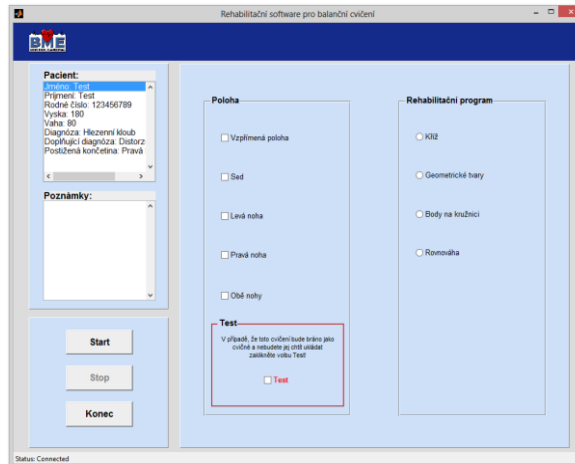 Rehabilitační software pro balanční cvičení
BME
Pacient:
Jméno: Test
Príjmení: Test
Rodné číslo: 123456789
Vyska: 180
Vaha: 80
Diagnóza: Hlezenní kloub
Doplňující diagnóza: Distorz
Postižená končetina: Pravá
Poznámky:
Start
Stop
Konec
Poloha
Vzpřímená poloha
Sed
Levá noha
Pravá noha
Obě nohy
Test
V případě, že toto cvičení bude bráno jako
cvičné a nebudete jej chtít ukládat
zaklikněte volbu Test!
Test
Rehabilitační program
Kříž
Geometrické tvary
Body na kružnici
Rovnováha
Status: Connected